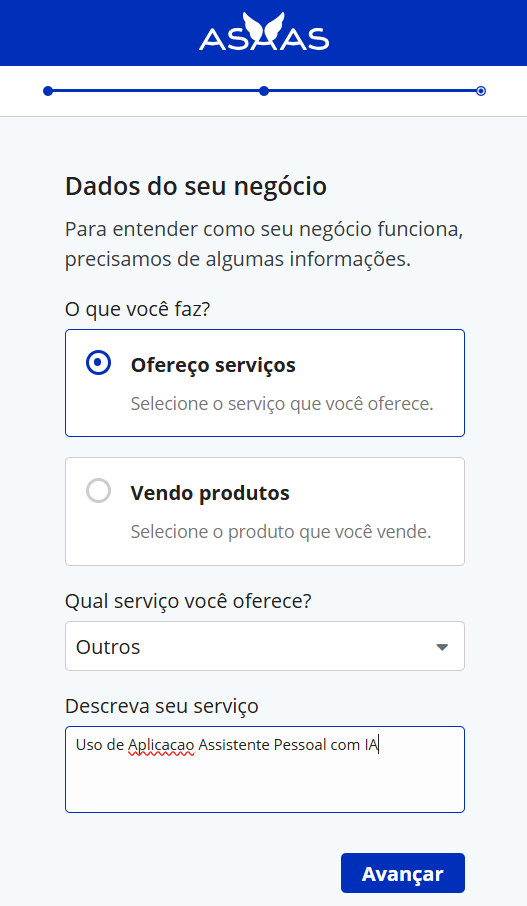 ASAAS
Dados do seu negócio
Para entender como seu negócio funciona,
precisamos de algumas informações.
O que você faz?
Ofereço serviços
Selecione o serviço que você oferece.
Vendo produtos
Selecione o produto que você vende.
Qual serviço você oferece?
Outros
Descreva seu serviço
Uso de Aplicacao Assistente Pessoal com IA
Avançar